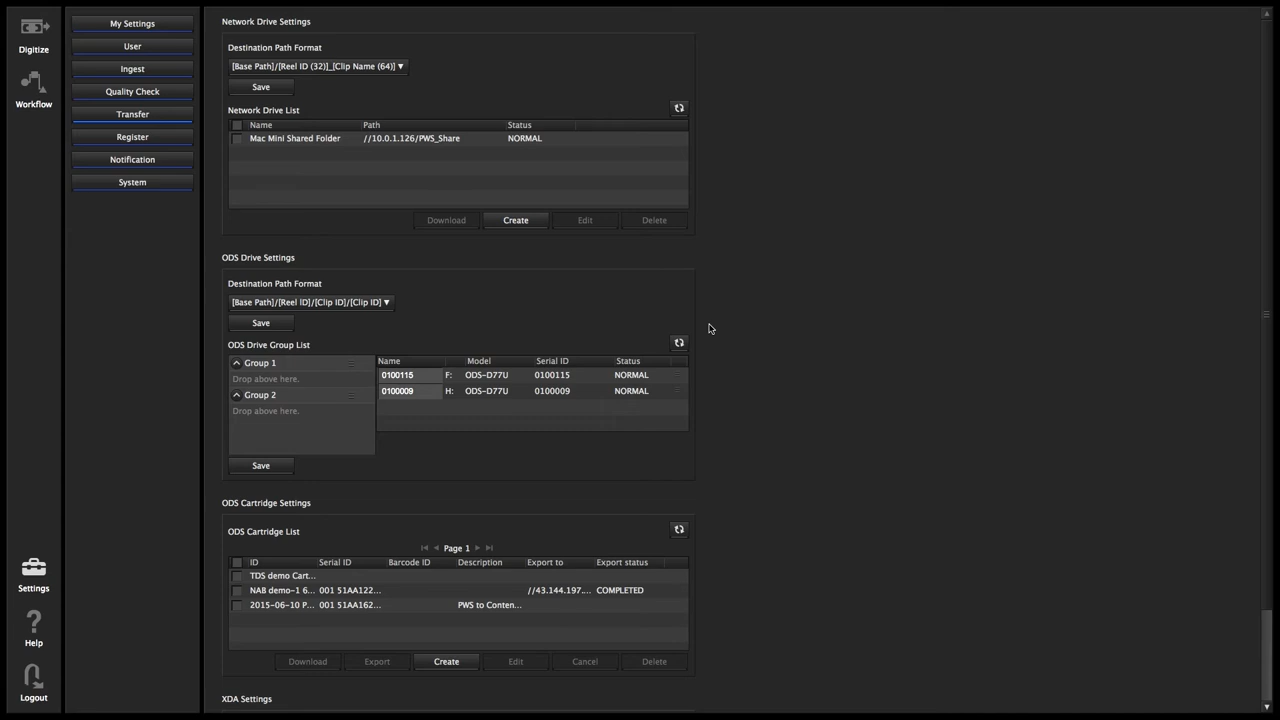 Digitize
Workflow
Settings
Help
Logout
My Settings
User
Ingest
Quality Check
Transfer
Register
Notification
System
Network Drive Settings
Destination Path Format
[Base Path]/[Reel ID (32)]_[Clip Name (64)] ▼
Save
Network Drive List
Name Path Status
Mac Mini Shared Folder //10.0.1.126/PWS_Share NORMAL
Download Create Edit Delete
ODS Drive Settings
Destination Path Format
[Base Path]/[Reel ID]/[Clip ID]/[Clip ID] ▼
Save
ODS Drive Group List
Group 1
Drop above here.
Group 2
Drop above here.
Name Model Serial ID Status
0100115 F: ODS-D77U 0100115 NORMAL
0100009 H: ODS-D77U 0100009 NORMAL
Save
ODS Cartridge Settings
ODS Cartridge List
Page 1
ID Serial ID Barcode ID Description Export to Export status
TDS demo Cart...
NAB demo-1 6... 001 51AA122... //43.144.197.... COMPLETED
2015-06-10 P... 001 51AA162... PWS to Conten...
Download Export Create Edit Cancel Delete
XDA Settings